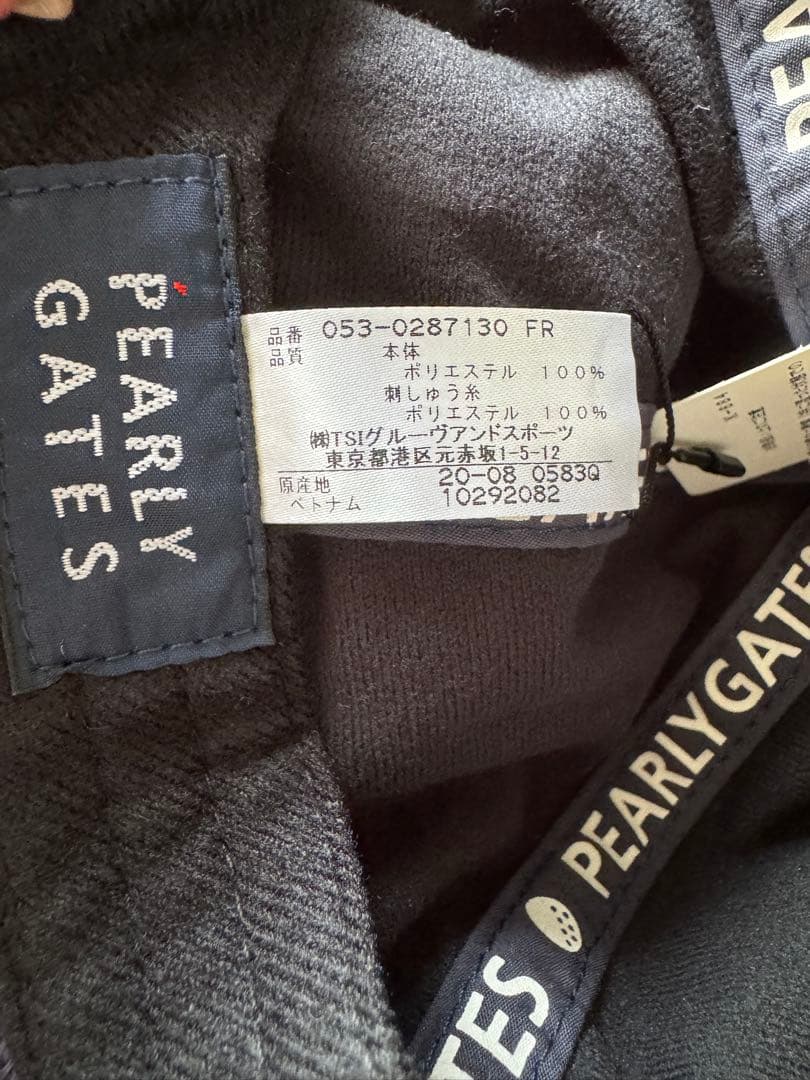 PEARLY
GATES
品番 053-0287130 FR
品質 本体
ポリエステル 100%
刺しゅう糸
ポリエステル 100%
㈱TSIグルーヴアンドスポーツ
東京都港区元赤坂1-5-12
原産地 20-08 0583Q
ベトナム 10292082
PEARLYGATES
TES
PEA